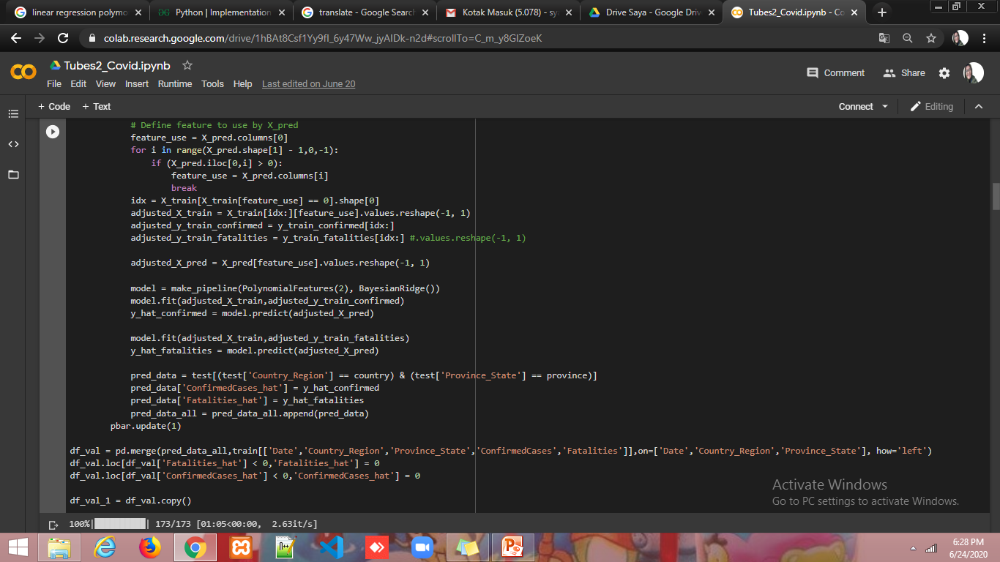 linear regression polymo
Python | Implementation
translate - Google Search
Kotak Masuk (5.078) - sya
Drive Saya - Google Drive
Tubes2_Covid.ipynb - Co
colab.research.google.com/drive/1hBAt8Csf1Yy9fl_6y47Ww_jyAIDk-n2d#scrollTo=C_m_y8GIZoeK
Tubes2_Covid.ipynb
File Edit View Insert Runtime Tools Help Last edited on June 20
Comment Share
+ Code + Text
Connect Editing
# Define feature to use by X_pred
feature_use = X_pred.columns[0]
for i in range(X_pred.shape[1] - 1,0,-1):
if (X_pred.iloc[0,i] > 0):
feature_use = X_pred.columns[i]
break
idx = X_train[X_train[feature_use] == 0].shape[0]
adjusted_X_train = X_train[idx:][feature_use].values.reshape(-1, 1)
adjusted_y_train_confirmed = y_train_confirmed[idx:]
adjusted_y_train_fatalities = y_train_fatalities[idx:] #.values.reshape(-1, 1)
adjusted_X_pred = X_pred[feature_use].values.reshape(-1, 1)
model = make_pipeline(PolynomialFeatures(2), BayesianRidge())
model.fit(adjusted_X_train,adjusted_y_train_confirmed)
y_hat_confirmed = model.predict(adjusted_X_pred)
model.fit(adjusted_X_train,adjusted_y_train_fatalities)
y_hat_fatalities = model.predict(adjusted_X_pred)
pred_data = test[(test['Country_Region'] == country) & (test['Province_State'] == province)]
pred_data['ConfirmedCases_hat'] = y_hat_confirmed
pred_data['Fatalities_hat'] = y_hat_fatalities
pred_data_all = pred_data_all.append(pred_data)
pbar.update(1)
df_val = pd.merge(pred_data_all,train[['Date','Country_Region','Province_State','ConfirmedCases','Fatalities']],on=['Date','Country_Region','Province_State'], how='left')
df_val.loc[df_val['Fatalities_hat'] < 0,'Fatalities_hat'] = 0
df_val.loc[df_val['ConfirmedCases_hat'] < 0,'ConfirmedCases_hat'] = 0
df_val_1 = df_val.copy()
Activate Windows
Go to PC settings to activate Windows.
100%|██████████| 173/173 [01:05<00:00, 2.63it/s]
6:28 PM
6/24/2020